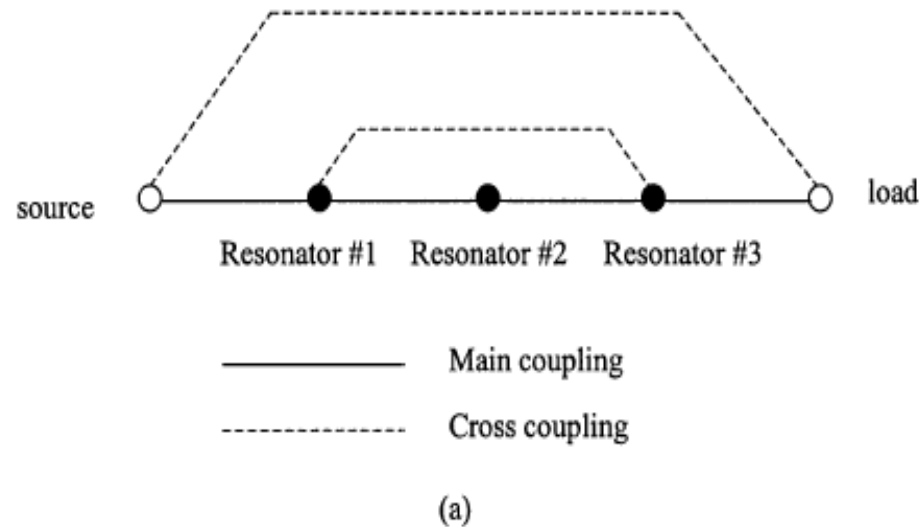 source
load
Resonator #1 Resonator #2 Resonator #3
Main coupling
Cross coupling
(a)